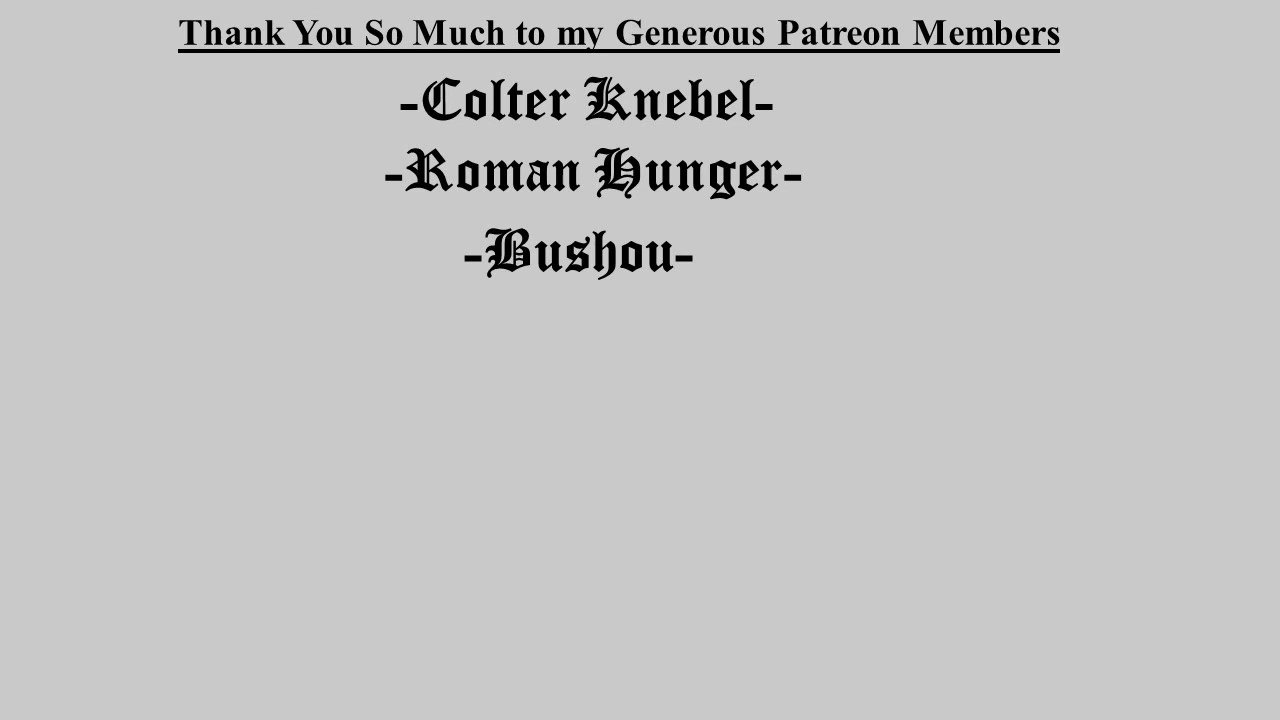 Thank You So Much to my Generous Patreon Members
-Colter Knebel-
-Roman Hunger-
-Bushou-